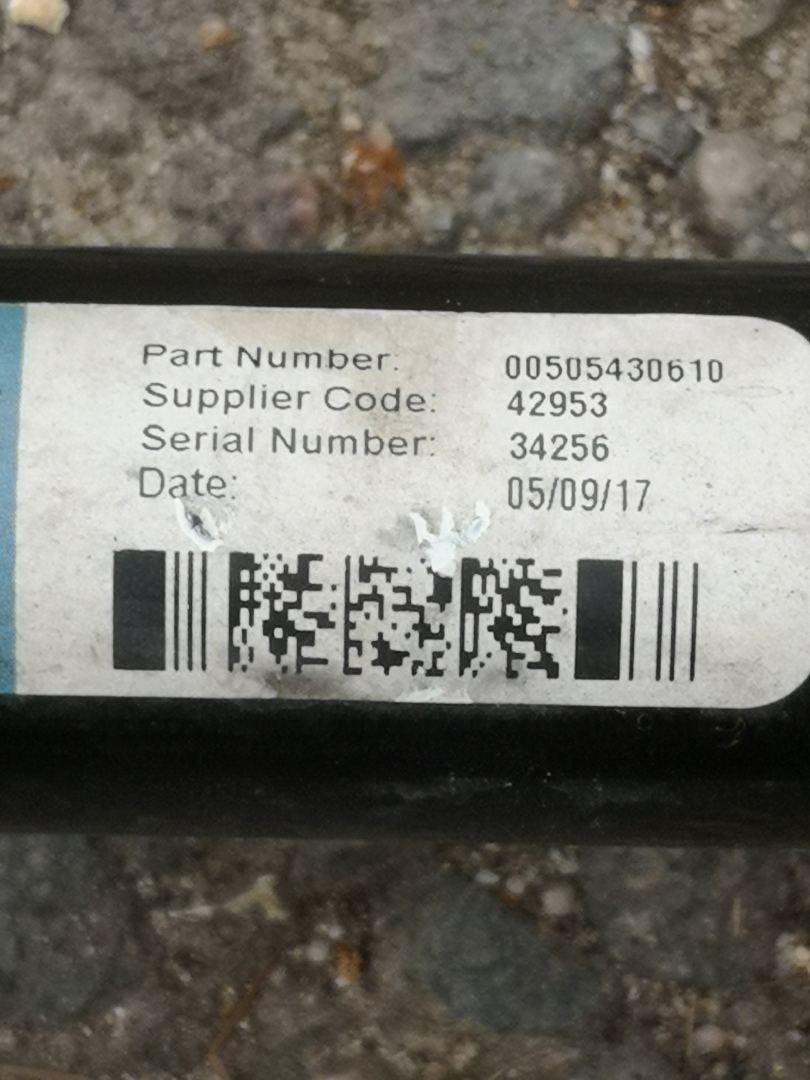 Part Number: 00505430610
Supplier Code: 42953
Serial Number: 34256
Date: 05/09/17